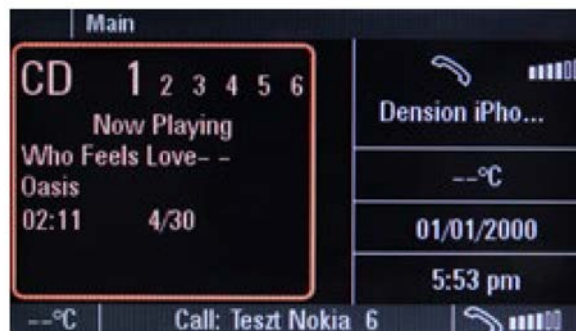 Main
CD 1 2 3 4 5 6
Now Playing
Who Feels Love- -
Oasis
02:11 4/30
Dension iPho...
--°C
01/01/2000
5:53 pm
--°C Call: Teszt Nokia 6